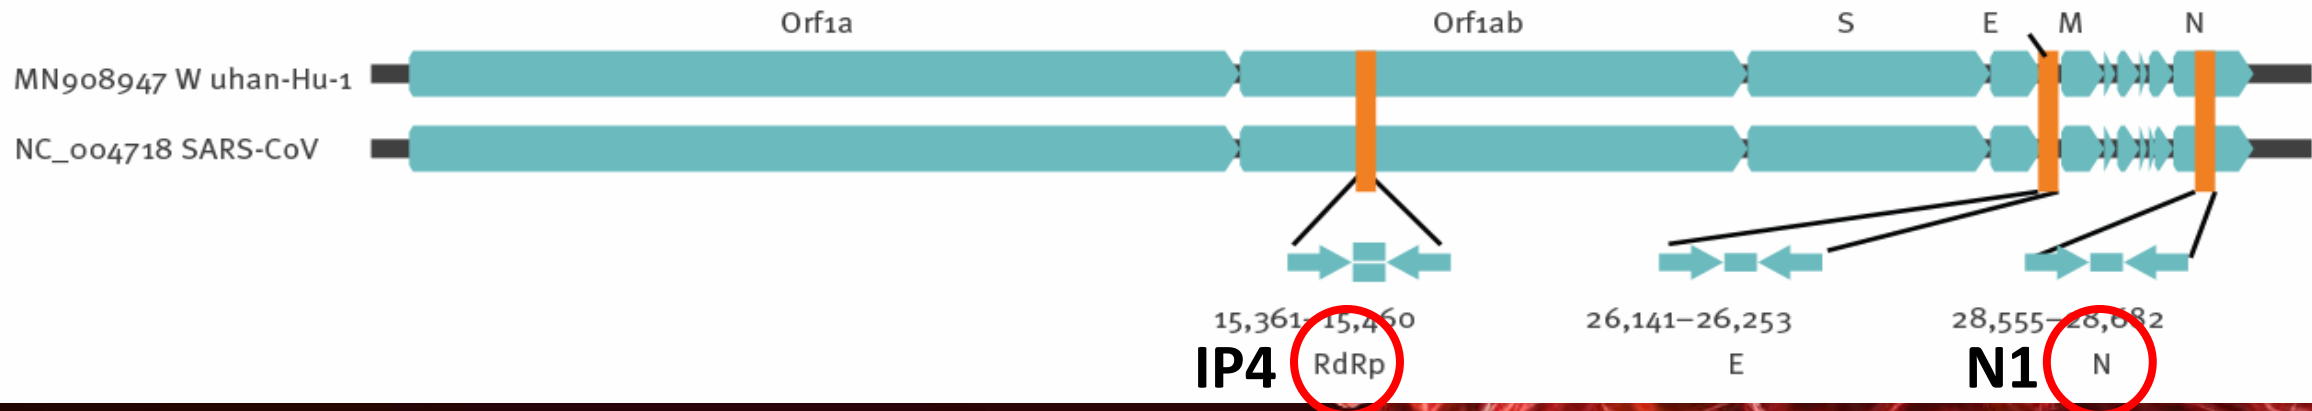 Orf1a Orf1ab S E M N
MN908947 W uhan-Hu-1
NC_004718 SARS-CoV
15,361–15,460 26,141–26,253 28,555–28,682
IP4 RdRp E N1 N